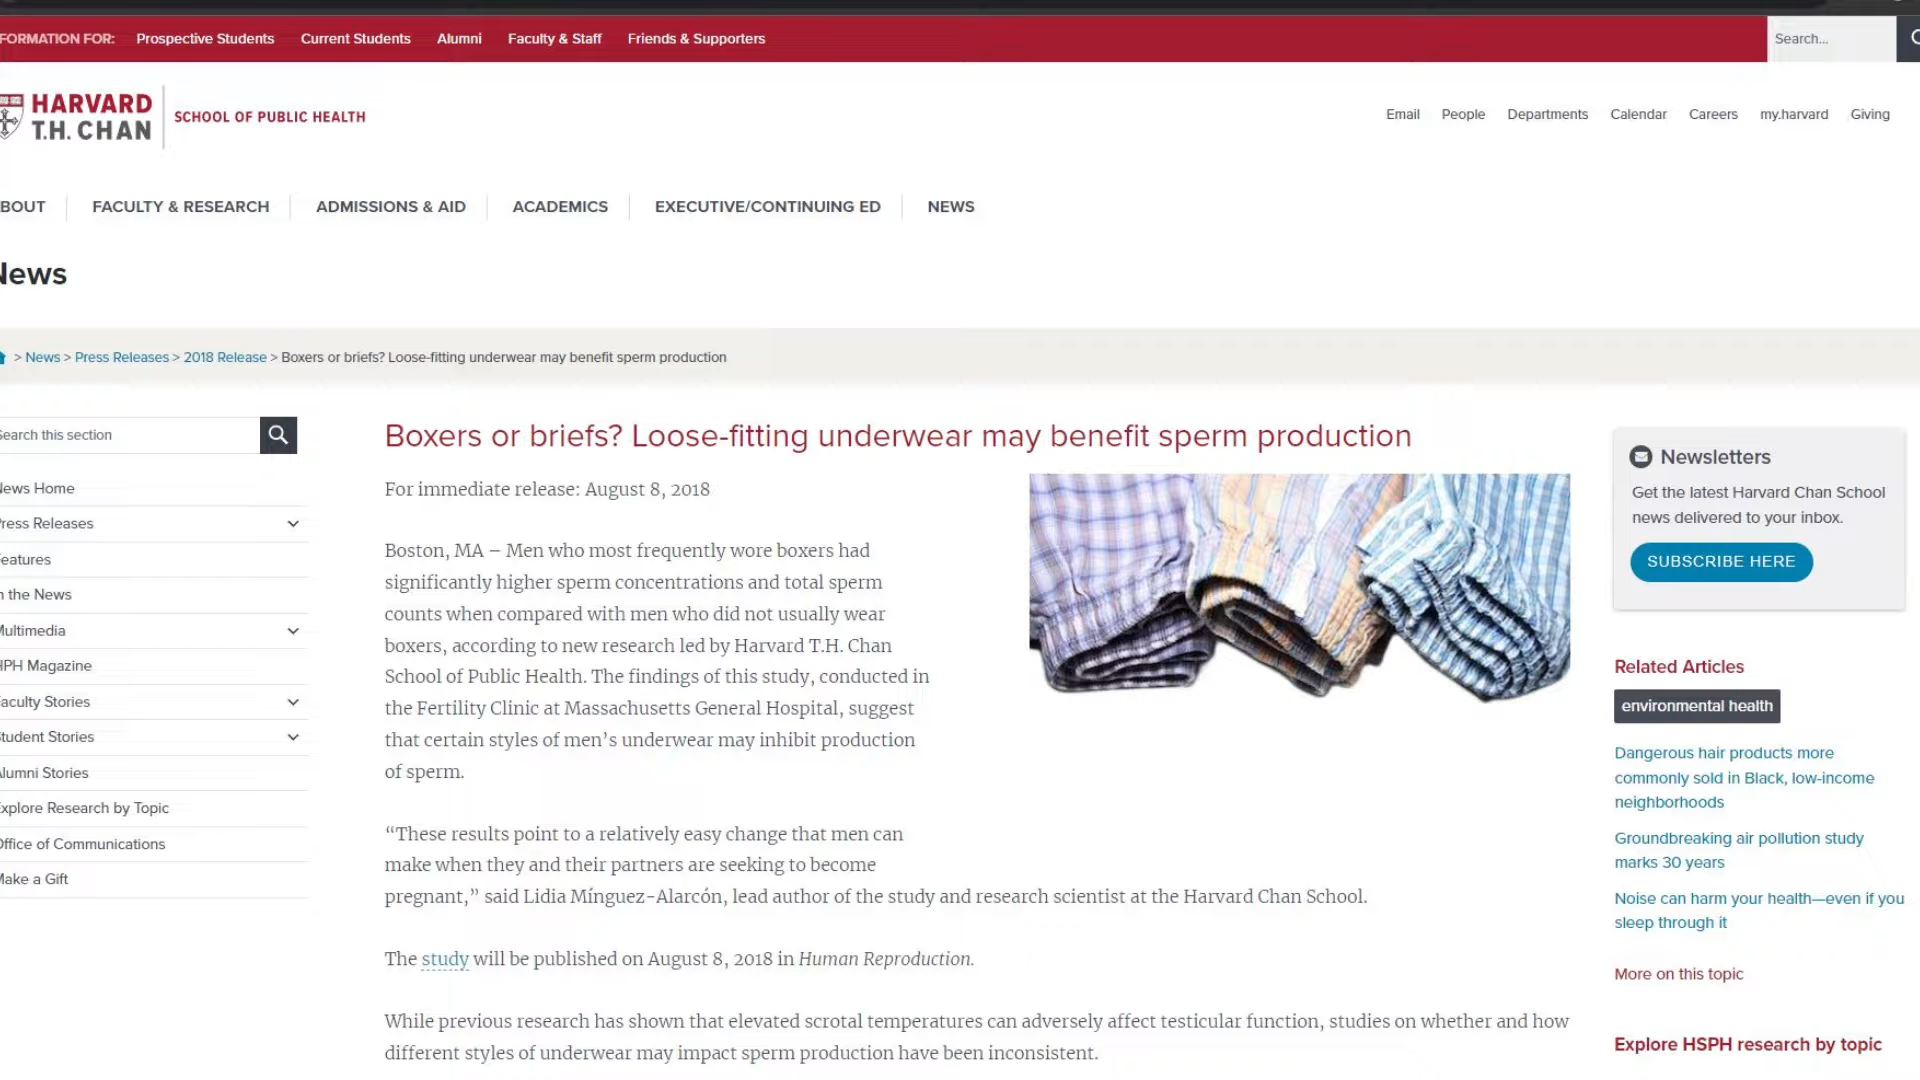 FORMATION FOR: Prospective Students Current Students Alumni Faculty & Staff Friends & Supporters Search...
HARVARD
T.H. CHAN
SCHOOL OF PUBLIC HEALTH
Email People Departments Calendar Careers my.harvard Giving
BOUT FACULTY & RESEARCH ADMISSIONS & AID ACADEMICS EXECUTIVE/CONTINUING ED NEWS
News
> News > Press Releases > 2018 Release > Boxers or briefs? Loose-fitting underwear may benefit sperm production
Search this section
News Home
Press Releases
Features
n the News
Multimedia
HPH Magazine
Faculty Stories
Student Stories
Alumni Stories
Explore Research by Topic
Office of Communications
Make a Gift
Boxers or briefs? Loose-fitting underwear may benefit sperm production
For immediate release: August 8, 2018
Boston, MA – Men who most frequently wore boxers had
significantly higher sperm concentrations and total sperm
counts when compared with men who did not usually wear
boxers, according to new research led by Harvard T.H. Chan
School of Public Health. The findings of this study, conducted in
the Fertility Clinic at Massachusetts General Hospital, suggest
that certain styles of men’s underwear may inhibit production
of sperm.
“These results point to a relatively easy change that men can
make when they and their partners are seeking to become
pregnant,” said Lidia Mínguez-Alarcón, lead author of the study and research scientist at the Harvard Chan School.
The study will be published on August 8, 2018 in Human Reproduction.
While previous research has shown that elevated scrotal temperatures can adversely affect testicular function, studies on whether and how
different styles of underwear may impact sperm production have been inconsistent.
Newsletters
Get the latest Harvard Chan School
news delivered to your inbox.
SUBSCRIBE HERE
Related Articles
environmental health
Dangerous hair products more
commonly sold in Black, low-income
neighborhoods
Groundbreaking air pollution study
marks 30 years
Noise can harm your health—even if you
sleep through it
More on this topic
Explore HSPH research by topic